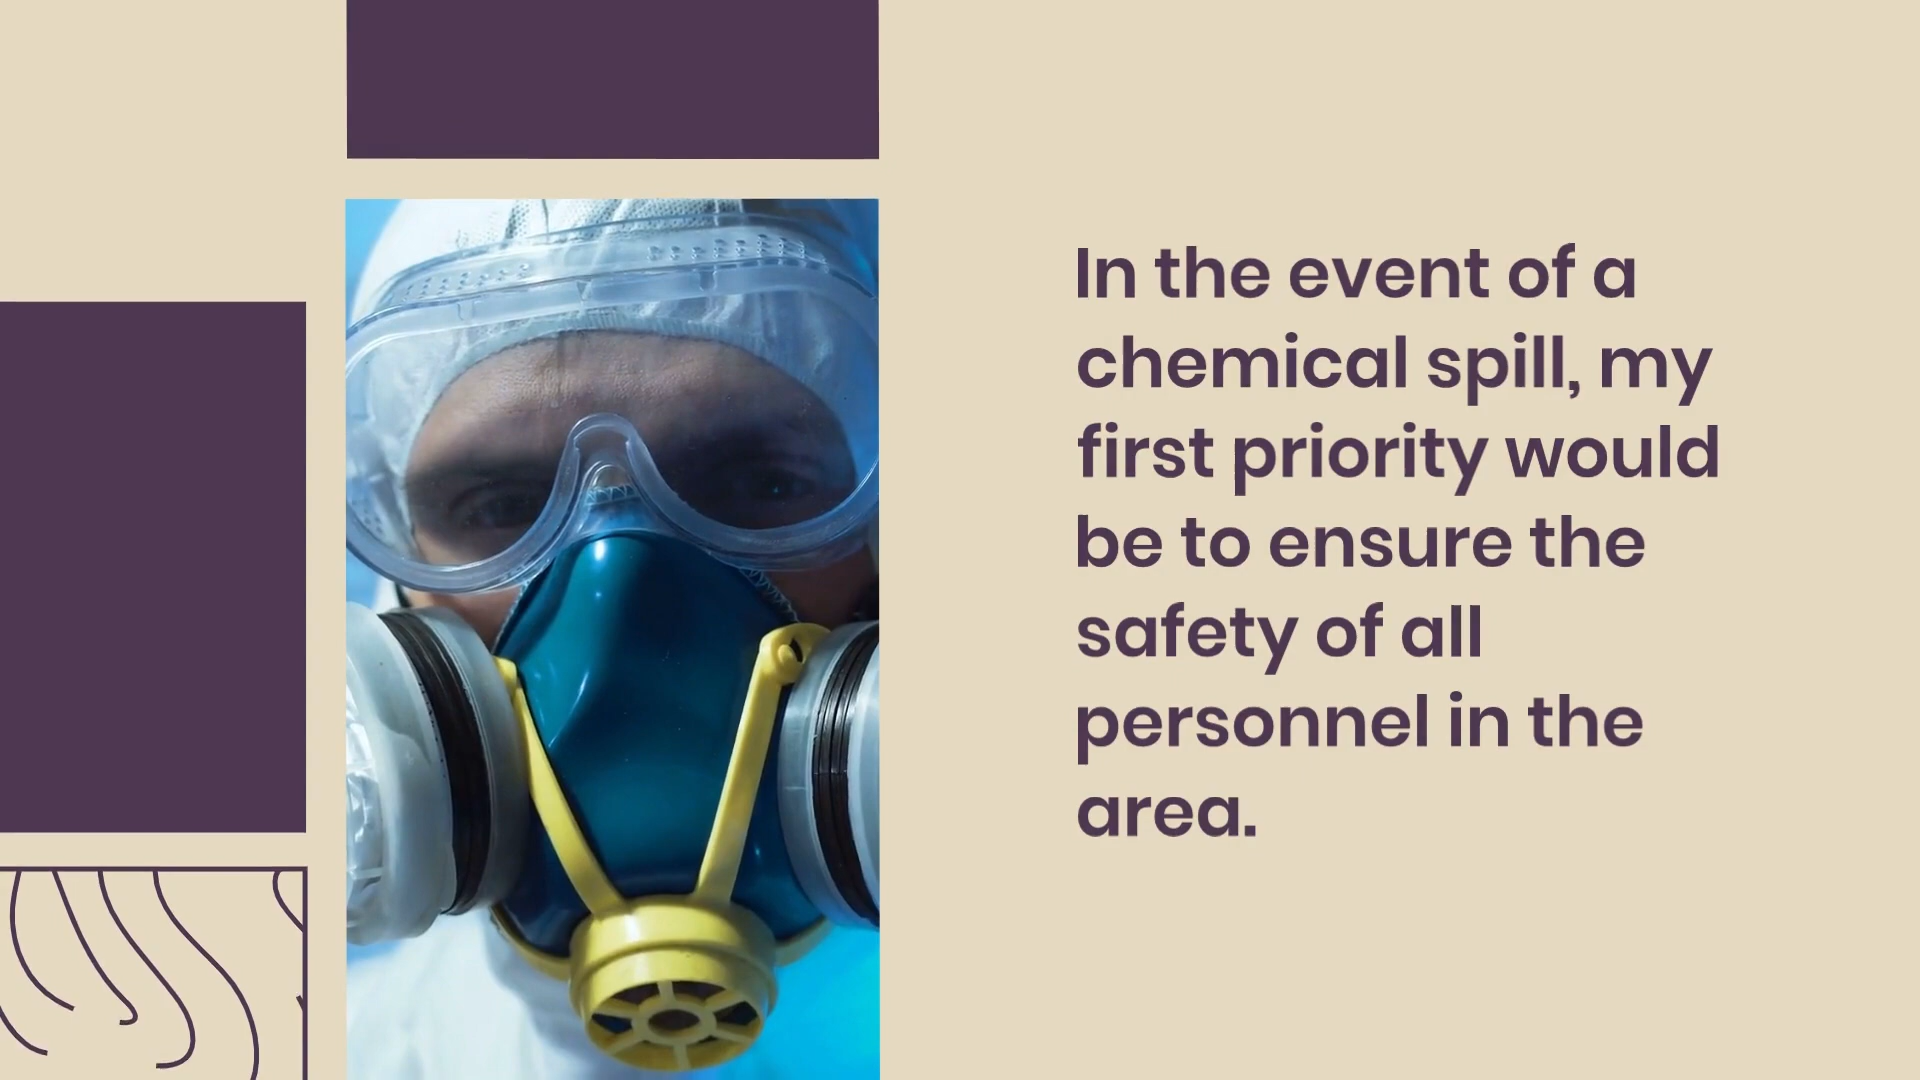 In the event of a
chemical spill, my
first priority would
be to ensure the
safety of all
personnel in the
area.